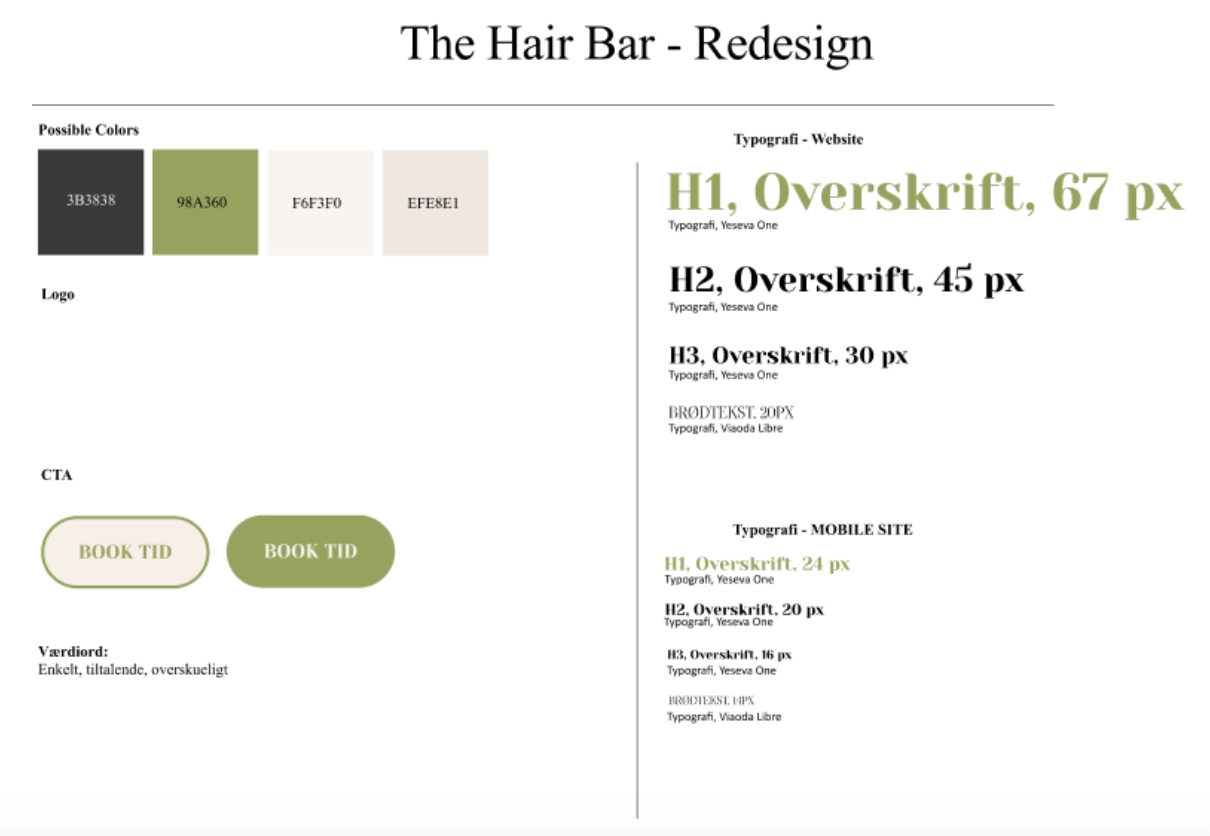 The Hair Bar - Redesign
Possible Colors
3B3838
98A360
F6F3F0
EFE8E1
Logo
CTA
BOOK TID
BOOK TID
Værdiord:
Enkelt, tiltalende, overskueligt
Typografi - Website
H1, Overskrift, 67 px
Typografi, Yeseva One
H2, Overskrift, 45 px
Typografi, Yeseva One
H3, Overskrift, 30 px
Typografi, Yeseva One
BRØDTEKST, 20PX
Typografi, Viaoda Libre
Typografi - MOBILE SITE
H1, Overskrift, 24 px
Typografi, Yeseva One
H2, Overskrift, 20 px
Typografi, Yeseva One
H3, Overskrift, 16 px
Typografi, Yeseva One
BRØDTEKST, 14PX
Typografi, Viaoda Libre